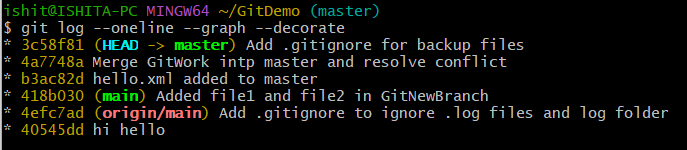 ishit@ISHITA-PC MINGW64 ~/GitDemo (master)
$ git log --oneline --graph --decorate
* 3c58f81 (HEAD -> master) Add .gitignore for backup files
* 4a7748a Merge GitWork intp master and resolve conflict
* b3ac82d hello.xml added to master
* 418b030 (main) Added file1 and file2 in GitNewBranch
* 4efc7ad (origin/main) Add .gitignore to ignore .log files and log folder
* 40545dd hi hello